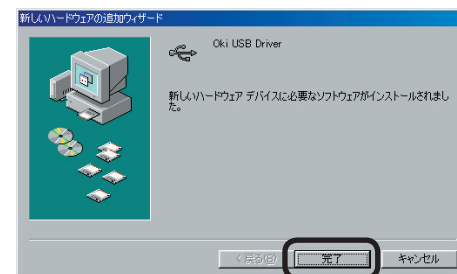 新しいハードウェアの追加ウィザード
Oki USB Driver
新しいハードウェア デバイスに必要なソフトウェアがインストールされまし
た。
< 戻る(B)
完了
キャンセル